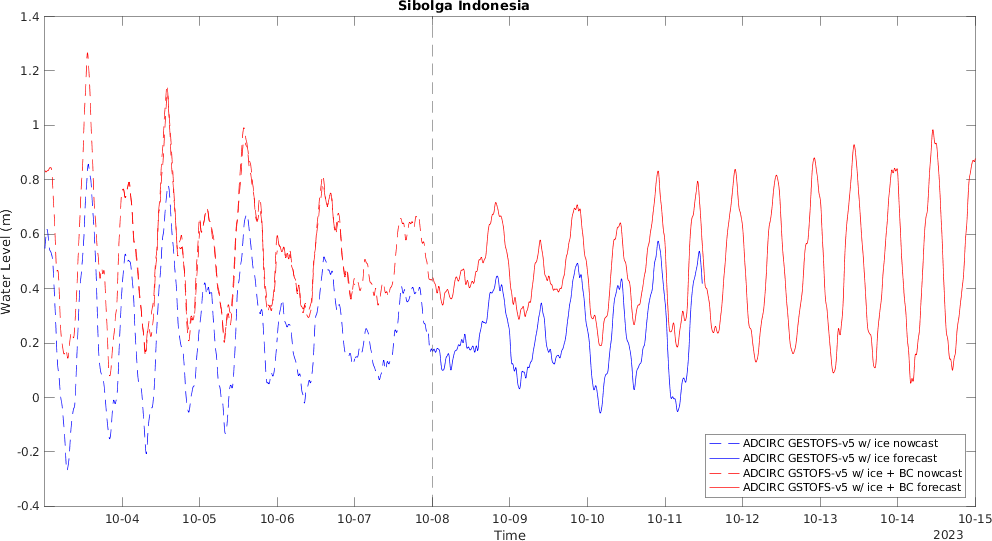 Sibolga Indonesia
1.4
1.2
1
0.8
0.6
0.4
0.2
0
-0.2
-0.4
Water Level (m)
10-04 10-05 10-06 10-07 10-08 10-09 10-10 10-11 10-12 10-13 10-14 10-15
Time
2023
ADCIRC GESTOFS-v5 w/ ice nowcast
ADCIRC GESTOFS-v5 w/ ice forecast
ADCIRC GSTOFS-v5 w/ ice + BC nowcast
ADCIRC GSTOFS-v5 w/ ice + BC forecast